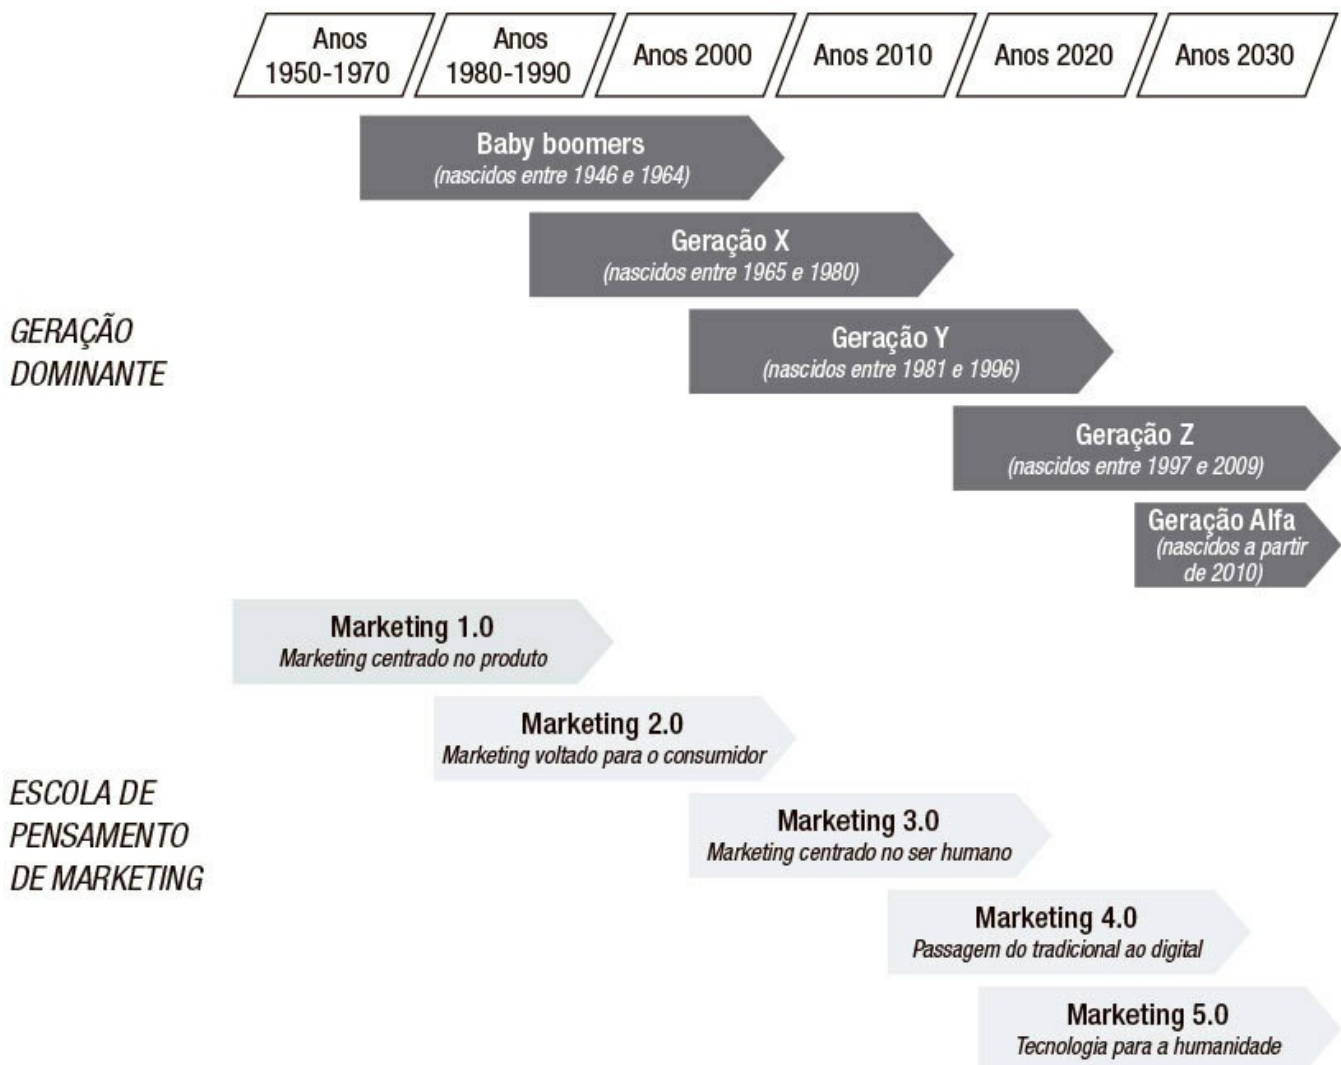 Anos
1950-1970
Anos
1980-1990
Anos 2000
Anos 2010
Anos 2020
Anos 2030
GERAÇÃO
DOMINANTE
Baby boomers
(nascidos entre 1946 e 1964)
Geração X
(nascidos entre 1965 e 1980)
Geração Y
(nascidos entre 1981 e 1996)
Geração Z
(nascidos entre 1997 e 2009)
Geração Alfa
(nascidos a partir
de 2010)
ESCOLA DE
PENSAMENTO
DE MARKETING
Marketing 1.0
Marketing centrado no produto
Marketing 2.0
Marketing voltado para o consumidor
Marketing 3.0
Marketing centrado no ser humano
Marketing 4.0
Passagem do tradicional ao digital
Marketing 5.0
Tecnologia para a humanidade